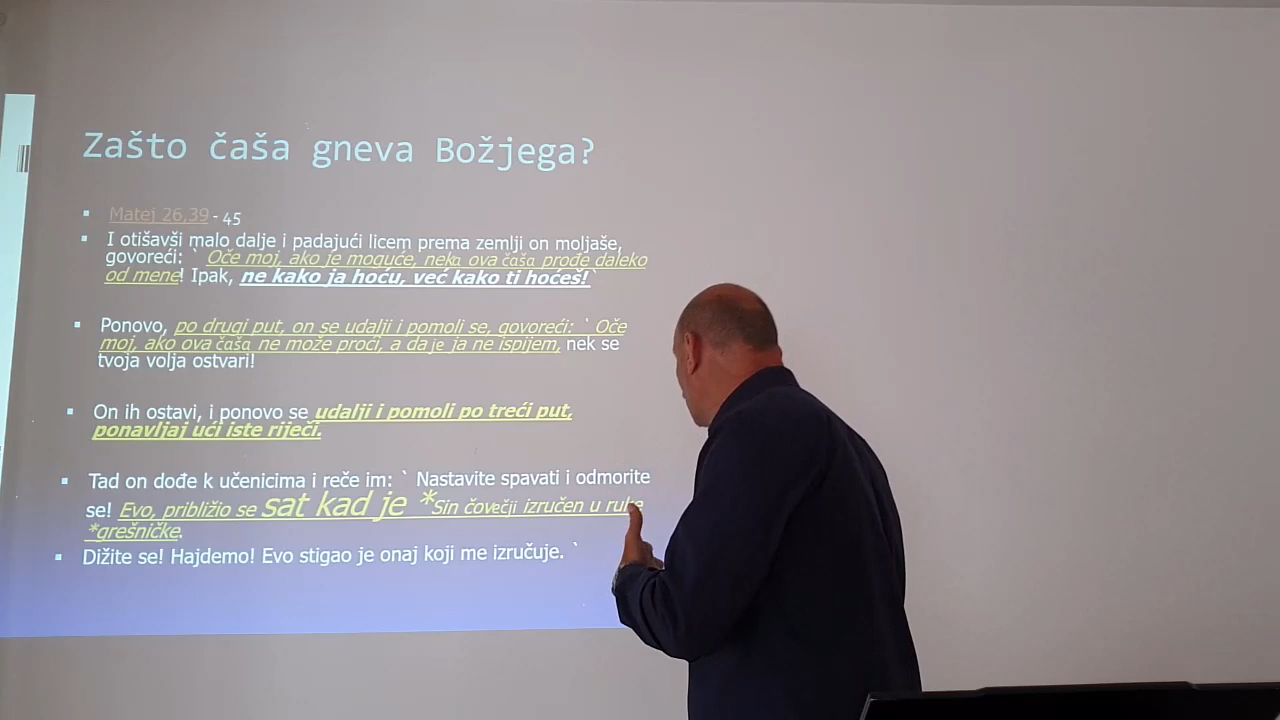 Zašto čaša gneva Božjega?
Matej 26,39 - 45
I otišavši malo dalje i padajući licem prema zemlji on moljaše,
govoreći: ` Oče moj, ako je moguće, neka ova čaša prođe daleko
od mene! Ipak, ne kako ja hoću, već kako ti hoćeš!`
Ponovo, po drugi put, on se udalji i pomoli se, govoreći: ` Oče
moj, ako ova čaša ne može proći, a da je ja ne ispijem, nek se
tvoja volja ostvari!
On ih ostavi, i ponovo se udalji i pomoli po treći put,
ponavljaj ući iste riječi.
Tad on dođe k učenicima i reče im: ` Nastavite spavati i odmorite
se! Evo, približio se sat kad je *Sin čovečji izručen u ruke
*grešničke.
Dižite se! Hajdemo! Evo stigao je onaj koji me izručuje. `